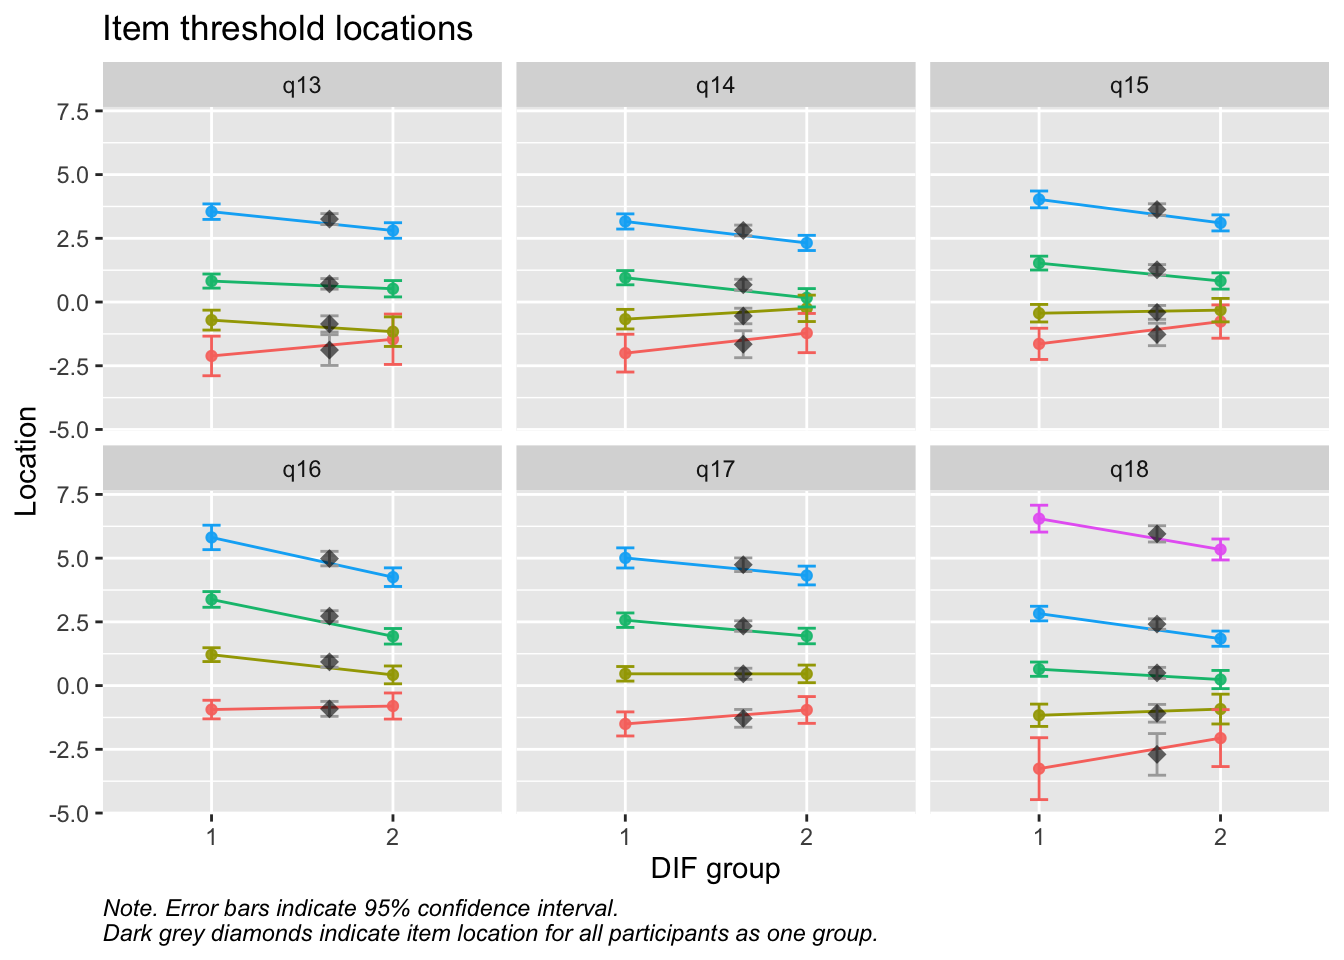 Item threshold locations
q13 q14 q15
7.5
5.0
2.5
0.0
-2.5
-5.0
q16 q17 q18
7.5
5.0
2.5
0.0
-2.5
-5.0
Location
1 2 1 2 1 2
DIF group
Note. Error bars indicate 95% confidence interval.
Dark grey diamonds indicate item location for all participants as one group.